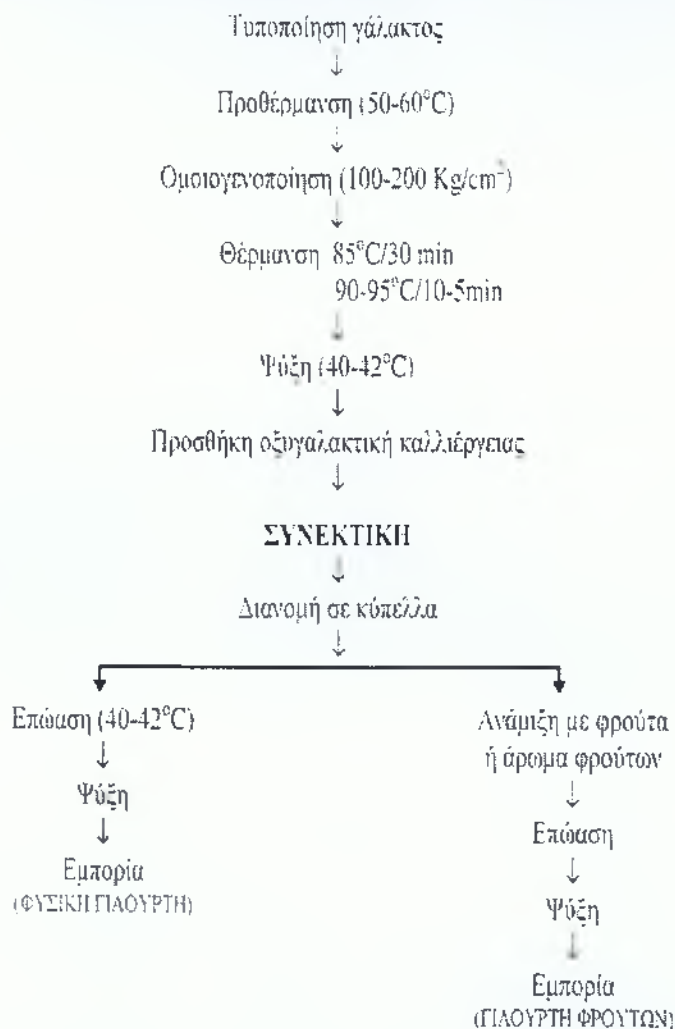 Τυποποίηση γάλακτος
↓
Προθέρμανση (50-60°C)
↓
Ομοιογενοποίηση (100-200 Kg/cm²)
↓
Θέρμανση 85°C/30 min
90-95°C/10-5min
↓
Ψύξη (40-42°C)
↓
Προσθήκη οξυγαλακτική καλλιέργειας
↓
ΣΥΝΕΚΤΙΚΗ
↓
Διανομή σε κύπελλα
↓
Επώαση (40-42°C)
↓
Ψύξη
↓
Εμπορία
(ΦΥΣΙΚΗ ΓΙΑΟΥΡΤΗ)
Ανάμιξη με φρούτα
ή άρωμα φρούτων
↓
Επώαση
↓
Ψύξη
↓
Εμπορία
(ΓΙΑΟΥΡΤΗ ΦΡΟΥΤΩΝ)